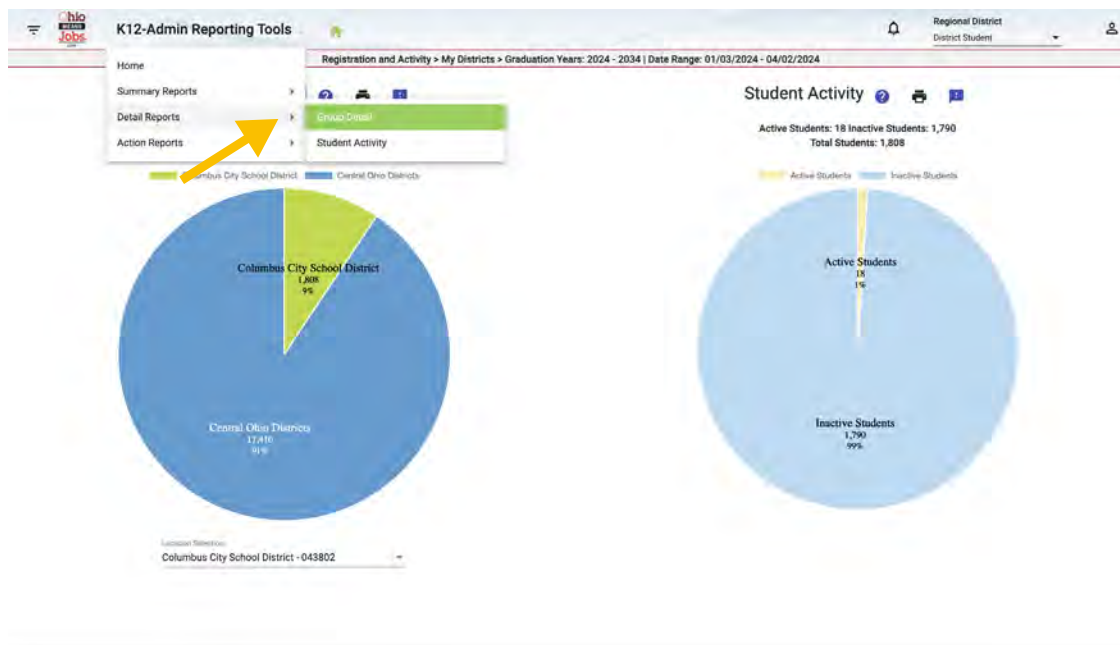 Ohio
MEANS
Jobs
K12-Admin Reporting Tools
Regional District
District Student
Registration and Activity > My Districts > Graduation Years: 2024 - 2034 | Date Range: 01/03/2024 - 04/02/2024
Home
Summary Reports
Detail Reports
Action Reports
Group Detail
Student Activity
Columbus City School District
Central Ohio Districts
Columbus City School District
1,808
9%
Central Ohio Districts
91%
Location Selection
Columbus City School District - 043802
Student Activity
Active Students: 18 Inactive Students: 1,790
Total Students: 1,808
Active Students
Inactive Students
Active Students
18
1%
Inactive Students
1,790
99%